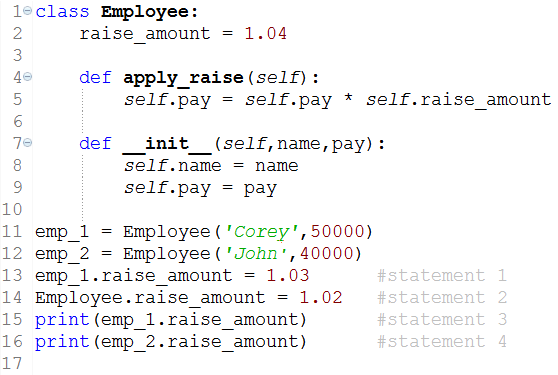 1 class Employee:
2     raise_amount = 1.04
3
4     def apply_raise(self):
5         self.pay = self.pay * self.raise_amount
6
7     def __init__(self,name,pay):
8         self.name = name
9         self.pay = pay
10
11 emp_1 = Employee('Corey',50000)
12 emp_2 = Employee('John',40000)
13 emp_1.raise_amount = 1.03      #statement 1
14 Employee.raise_amount = 1.02   #statement 2
15 print(emp_1.raise_amount)      #statement 3
16 print(emp_2.raise_amount)      #statement 4
17